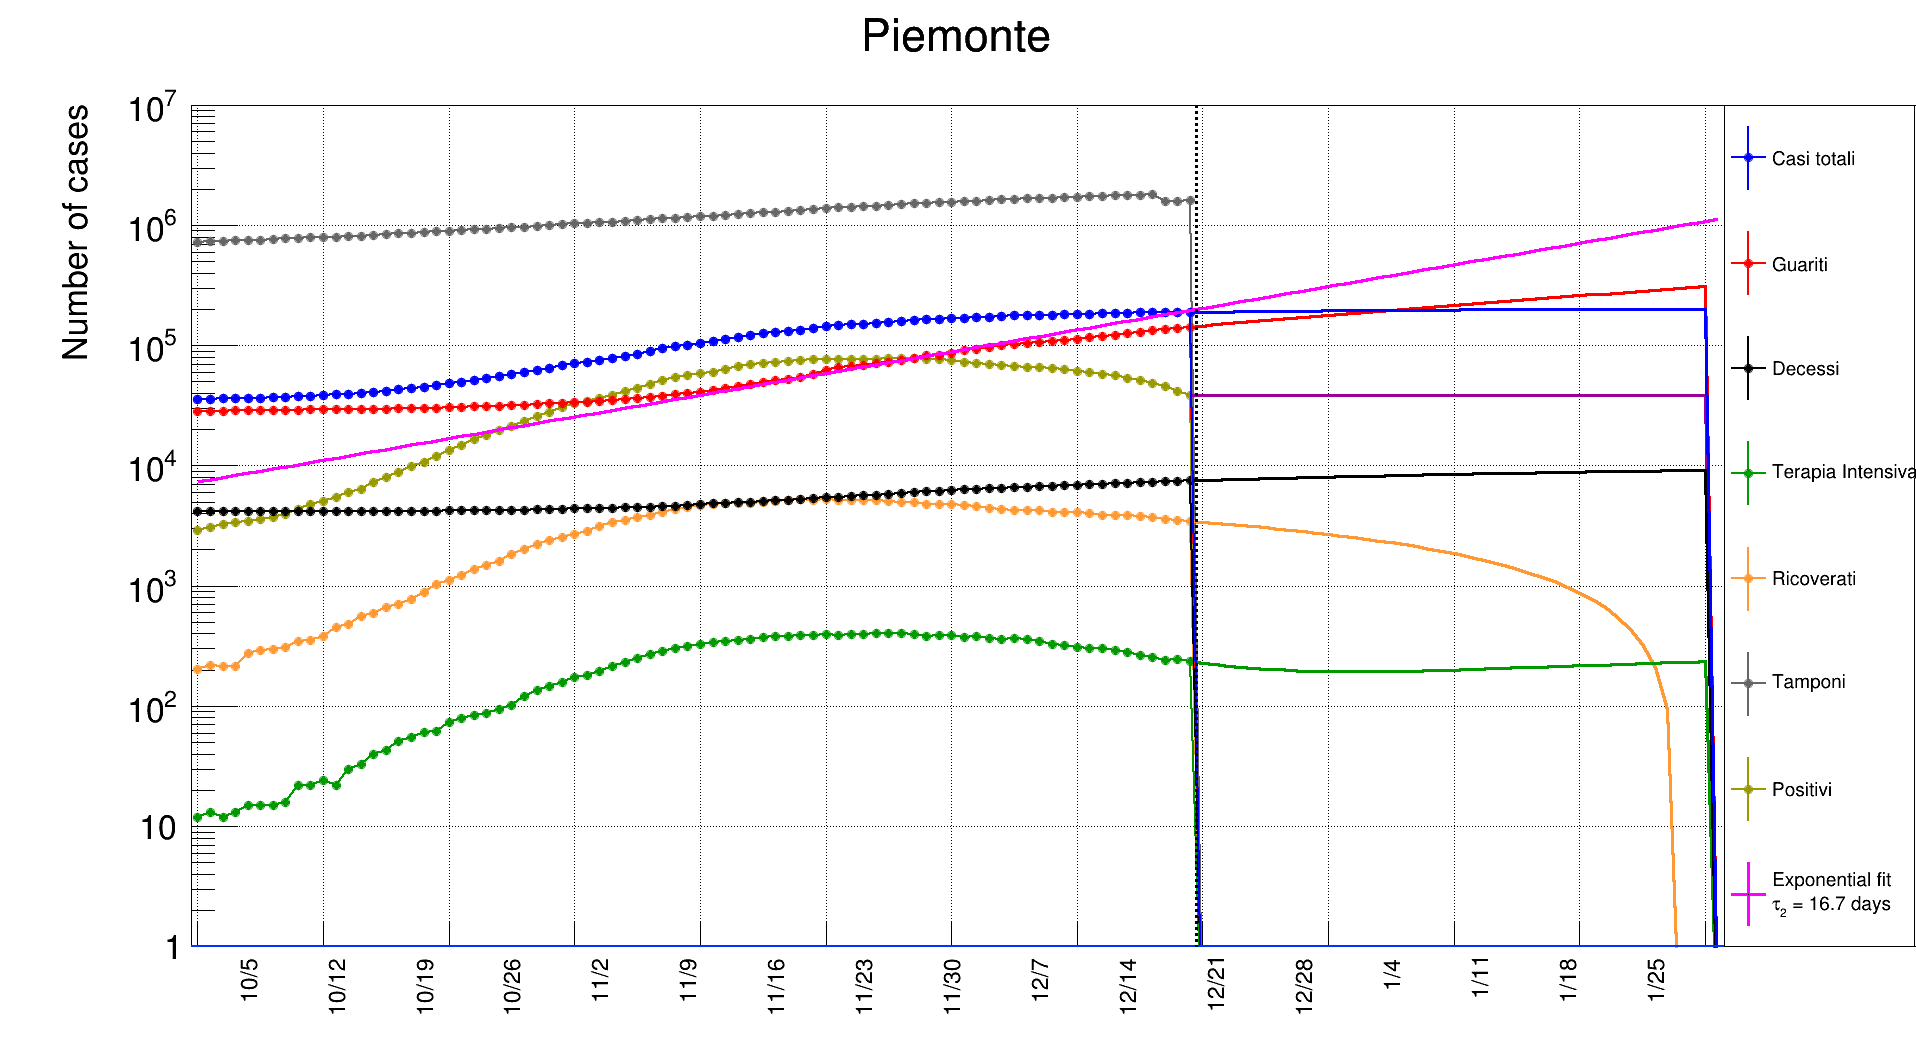 Piemonte
Number of cases
10^7
10^6
10^5
10^4
10^3
10^2
10
1
10/5
10/12
10/19
10/26
11/2
11/9
11/16
11/23
11/30
12/7
12/14
12/21
12/28
1/4
1/11
1/18
1/25
Casi totali
Guariti
Decessi
Terapia Intensiva
Ricoverati
Tamponi
Positivi
Exponential fit
τ_2 = 16.7 days